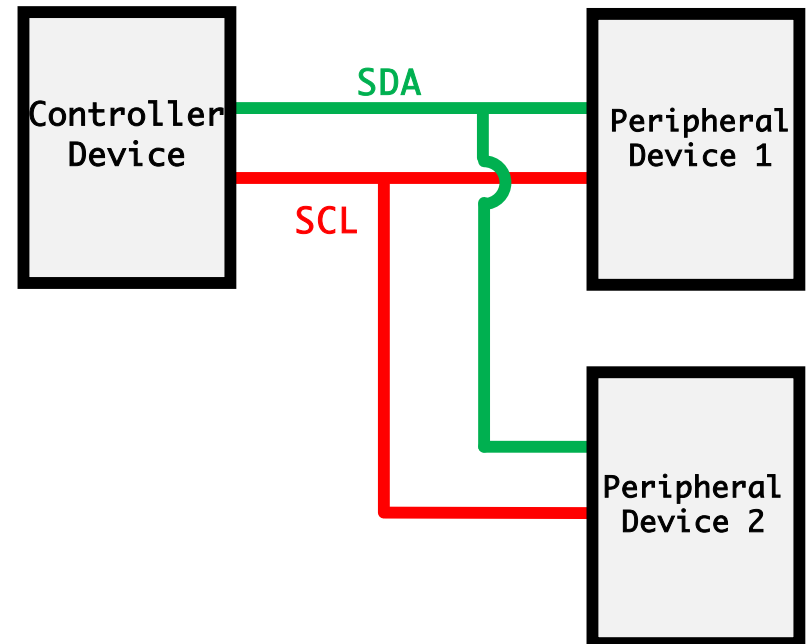 SDA
Controller
Device
Peripheral
Device 1
SCL
Peripheral
Device 2